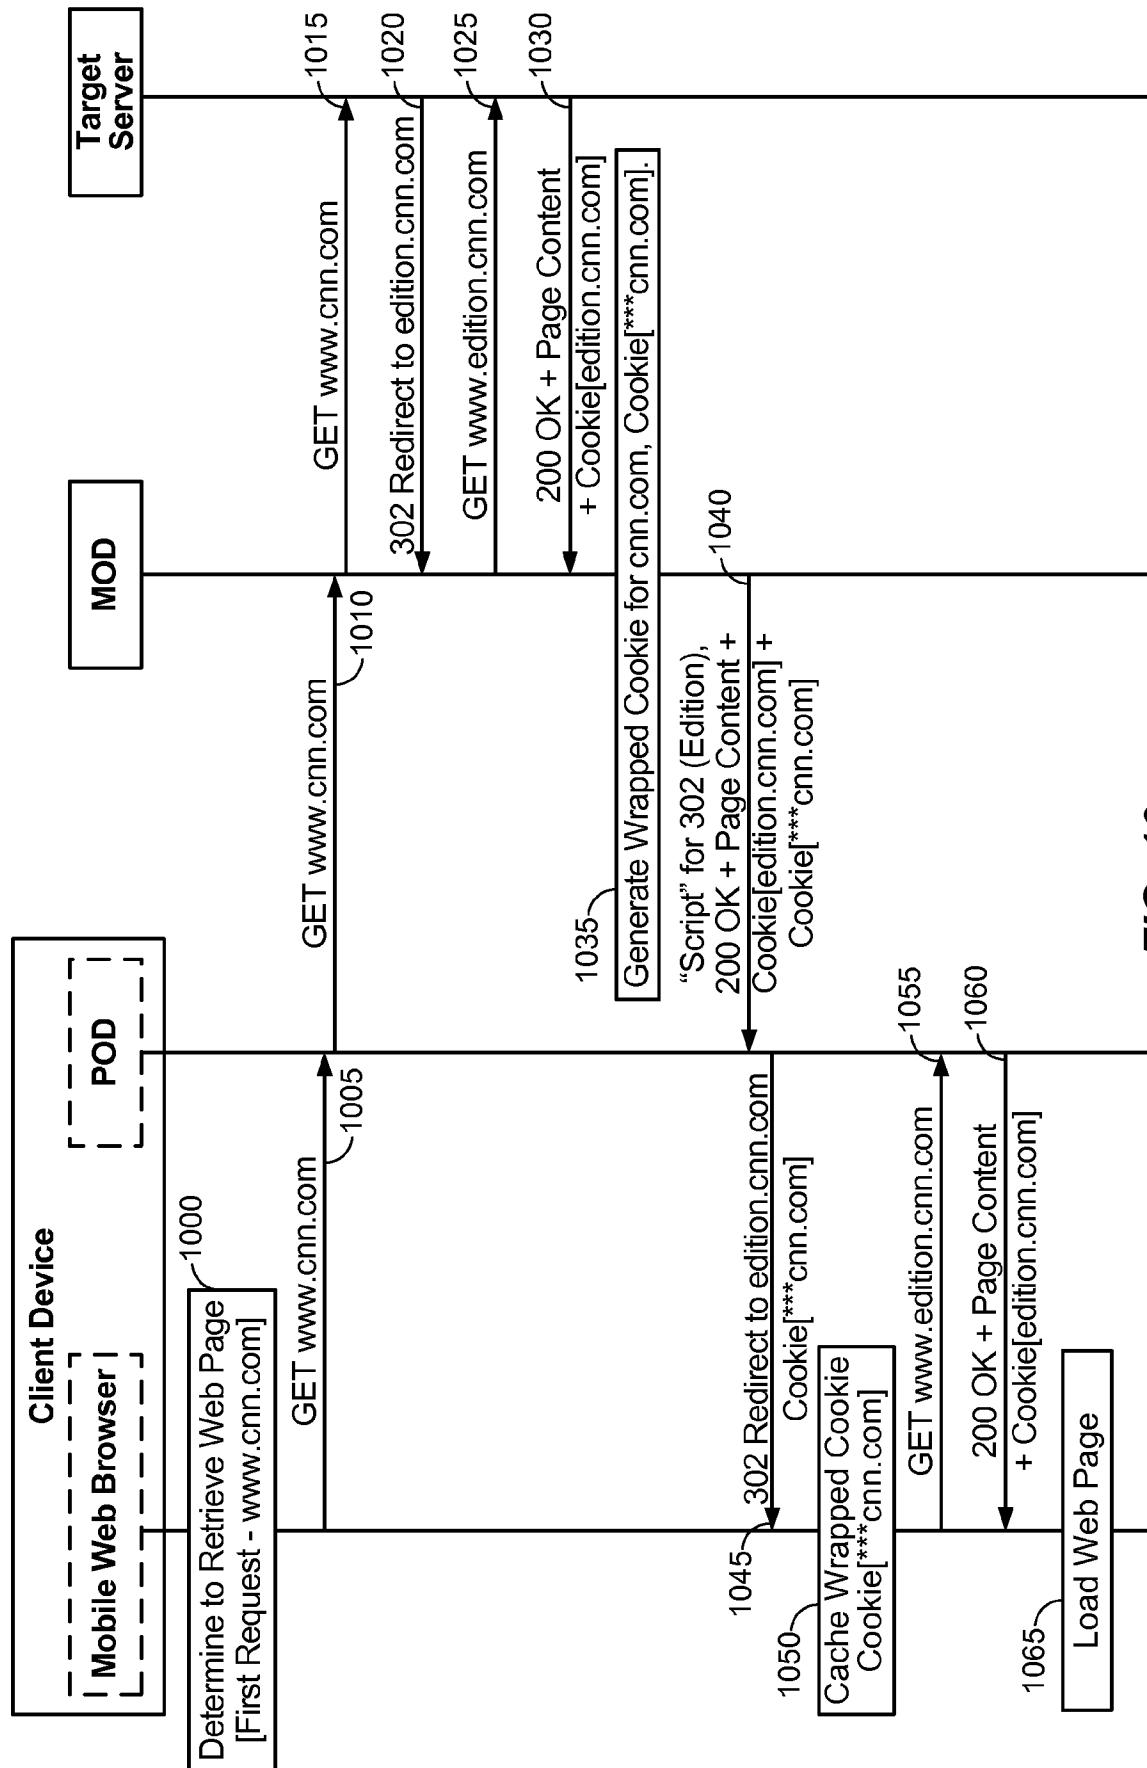 Client Device
Mobile Web Browser
POD
MOD
Target
Server
1000
Determine to Retrieve Web Page
[First Request - www.cnn.com]
GET www.cnn.com
1005
GET www.cnn.com
1010
GET www.cnn.com
1015
302 Redirect to edition.cnn.com
1020
GET www.edition.cnn.com
1025
200 OK + Page Content
+ Cookie[edition.cnn.com]
1030
1035
Generate Wrapped Cookie for cnn.com, Cookie[***cnn.com].
"Script" for 302 (Edition),
200 OK + Page Content +
Cookie[edition.cnn.com] +
Cookie[***cnn.com]
1040
302 Redirect to edition.cnn.com
Cookie[***cnn.com]
1045
1050
Cache Wrapped Cookie
Cookie[***cnn.com]
GET www.edition.cnn.com
1055
200 OK + Page Content
+ Cookie[edition.cnn.com]
1060
1065
Load Web Page